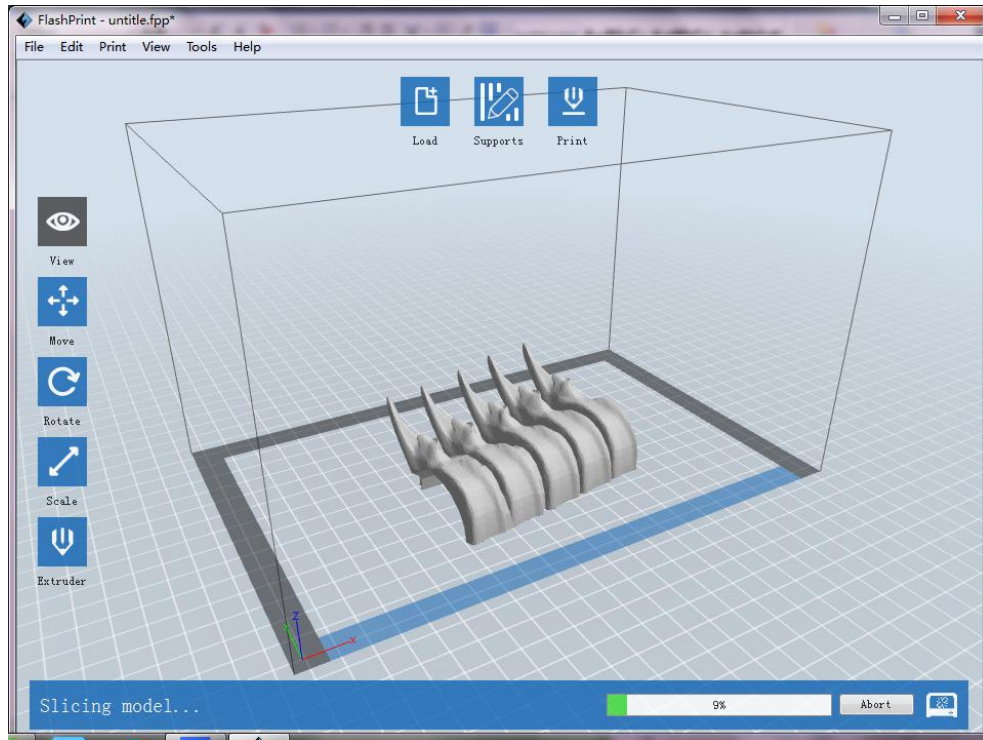 FlashPrint - untitle.fpp*
File Edit Print View Tools Help
Load Supports Print
View
Move
Rotate
Scale
Extruder
Z
X
Slicing model...
9%
Abort